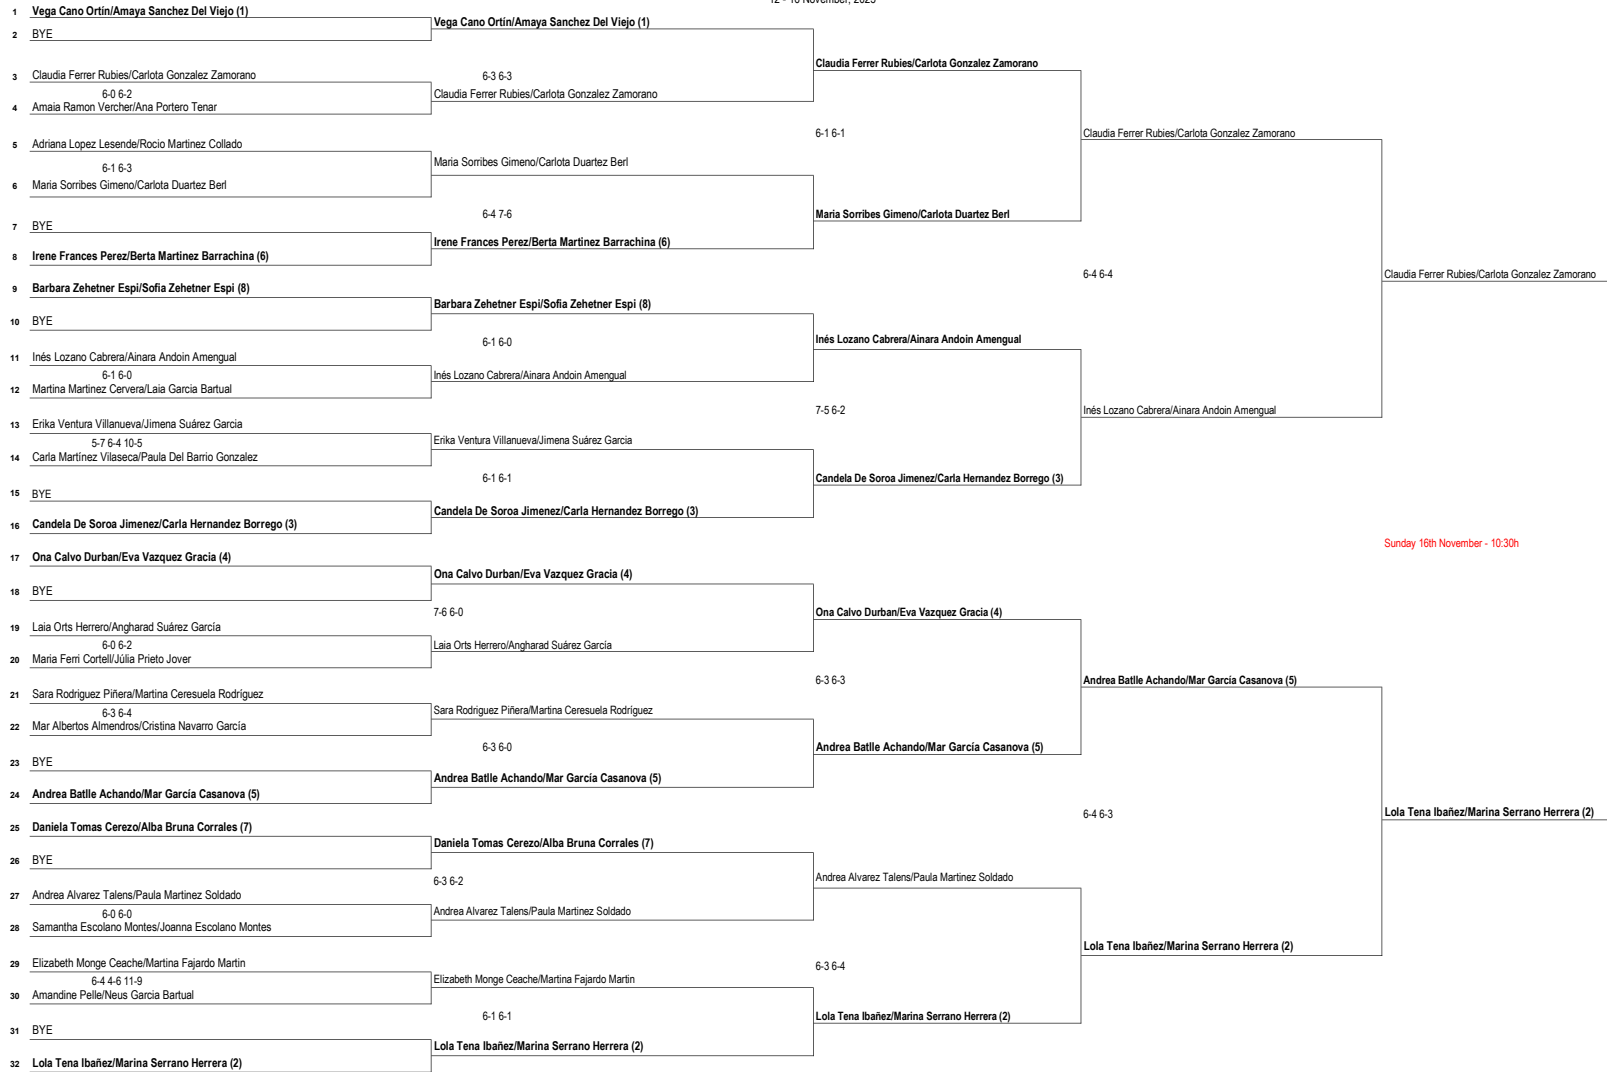 12 - 16 November, 2025
1 Vega Cano Ortín/Amaya Sanchez Del Viejo (1)
Vega Cano Ortín/Amaya Sanchez Del Viejo (1)
2 BYE
Claudia Ferrer Rubies/Carlota Gonzalez Zamorano
3 Claudia Ferrer Rubies/Carlota Gonzalez Zamorano
6-3 6-3
6-0 6-2
Claudia Ferrer Rubies/Carlota Gonzalez Zamorano
4 Amaia Ramon Vercher/Ana Portero Tenar
6-1 6-1
Claudia Ferrer Rubies/Carlota Gonzalez Zamorano
5 Adriana Lopez Lesende/Rocio Martinez Collado
6-1 6-3
Maria Sorribes Gimeno/Carlota Duartez Berl
6 Maria Sorribes Gimeno/Carlota Duartez Berl
6-4 7-6
Maria Sorribes Gimeno/Carlota Duartez Berl
7 BYE
Irene Frances Perez/Berta Martinez Barrachina (6)
8 Irene Frances Perez/Berta Martinez Barrachina (6)
6-4 6-4
Claudia Ferrer Rubies/Carlota Gonzalez Zamorano
9 Barbara Zehetner Espi/Sofia Zehetner Espi (8)
Barbara Zehetner Espi/Sofia Zehetner Espi (8)
10 BYE
6-1 6-0
Inés Lozano Cabrera/Ainara Andoin Amengual
11 Inés Lozano Cabrera/Ainara Andoin Amengual
6-1 6-0
Inés Lozano Cabrera/Ainara Andoin Amengual
12 Martina Martinez Cervera/Laia Garcia Bartual
7-5 6-2
Inés Lozano Cabrera/Ainara Andoin Amengual
13 Erika Ventura Villanueva/Jimena Suárez Garcia
5-7 6-4 10-5
Erika Ventura Villanueva/Jimena Suárez Garcia
14 Carla Martínez Vilaseca/Paula Del Barrio Gonzalez
6-1 6-1
Candela De Soroa Jimenez/Carla Hernandez Borrego (3)
15 BYE
Candela De Soroa Jimenez/Carla Hernandez Borrego (3)
16 Candela De Soroa Jimenez/Carla Hernandez Borrego (3)
Sunday 16th November - 10:30h
17 Ona Calvo Durban/Eva Vazquez Gracia (4)
Ona Calvo Durban/Eva Vazquez Gracia (4)
18 BYE
7-6 6-0
Ona Calvo Durban/Eva Vazquez Gracia (4)
19 Laia Orts Herrero/Angharad Suárez García
6-0 6-2
Laia Orts Herrero/Angharad Suárez García
20 Maria Ferri Cortell/Júlia Prieto Jover
6-3 6-3
Andrea Batlle Achando/Mar García Casanova (5)
21 Sara Rodriguez Piñera/Martina Ceresuela Rodríguez
6-3 6-4
Sara Rodriguez Piñera/Martina Ceresuela Rodríguez
22 Mar Albertos Almendros/Cristina Navarro García
6-3 6-0
Andrea Batlle Achando/Mar García Casanova (5)
23 BYE
Andrea Batlle Achando/Mar García Casanova (5)
24 Andrea Batlle Achando/Mar García Casanova (5)
6-4 6-3
Lola Tena Ibañez/Marina Serrano Herrera (2)
25 Daniela Tomas Cerezo/Alba Bruna Corrales (7)
Daniela Tomas Cerezo/Alba Bruna Corrales (7)
26 BYE
6-3 6-2
Andrea Alvarez Talens/Paula Martinez Soldado
27 Andrea Alvarez Talens/Paula Martinez Soldado
6-0 6-0
Andrea Alvarez Talens/Paula Martinez Soldado
28 Samantha Escolano Montes/Joanna Escolano Montes
Lola Tena Ibañez/Marina Serrano Herrera (2)
29 Elizabeth Monge Ceache/Martina Fajardo Martin
6-3 6-4
6-4 4-6 11-9
Elizabeth Monge Ceache/Martina Fajardo Martin
30 Amandine Pelle/Neus Garcia Bartual
6-1 6-1
Lola Tena Ibañez/Marina Serrano Herrera (2)
31 BYE
Lola Tena Ibañez/Marina Serrano Herrera (2)
32 Lola Tena Ibañez/Marina Serrano Herrera (2)